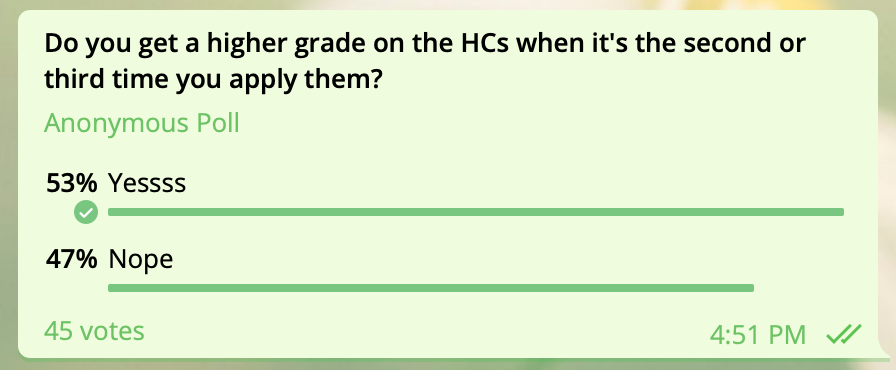 Do you get a higher grade on the HCs when it's the second or
third time you apply them?
Anonymous Poll
53% Yessss
47% Nope
45 votes
4:51 PM